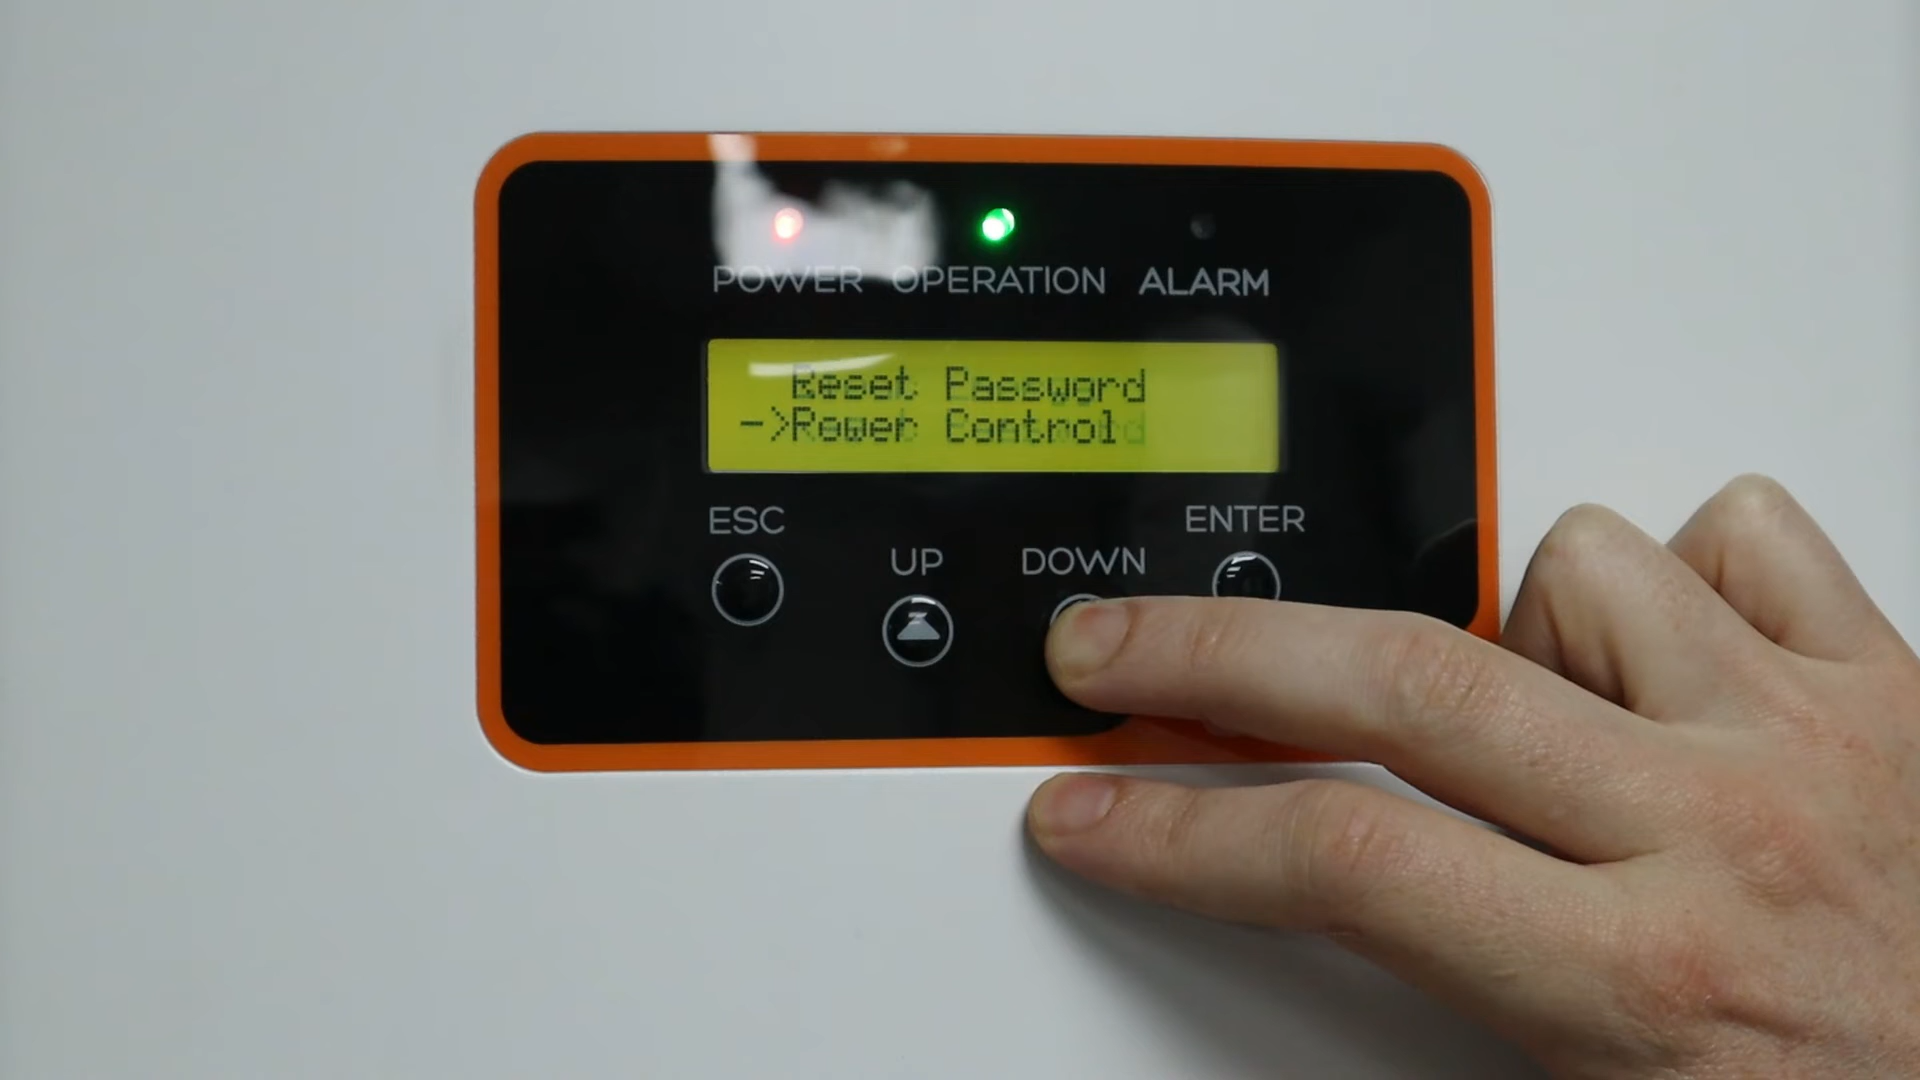 POWER OPERATION ALARM
Reset Password
->Power Control
ESC ENTER
UP DOWN